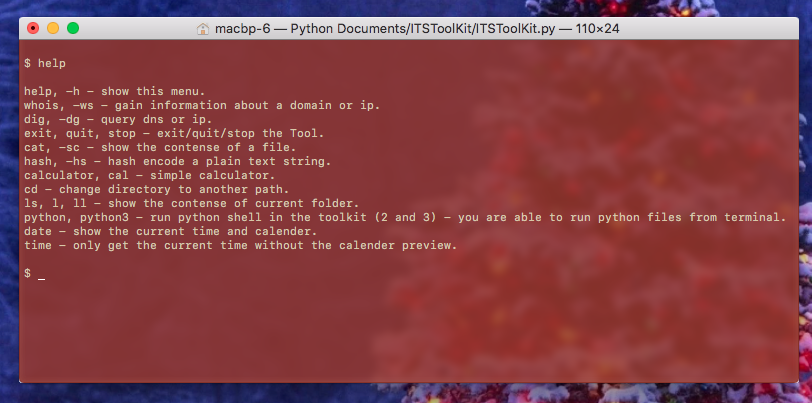 macbp-6 — Python Documents/ITSToolKit/ITSToolKit.py — 110×24
$ help
help, -h - show this menu.
whois, -ws - gain information about a domain or ip.
dig, -dg - query dns or ip.
exit, quit, stop - exit/quit/stop the Tool.
cat, -sc - show the contense of a file.
hash, -hs - hash encode a plain text string.
calculator, cal - simple calculator.
cd - change directory to another path.
ls, l, ll - show the contense of current folder.
python, python3 - run python shell in the toolkit (2 and 3) - you are able to run python files from terminal.
date - show the current time and calender.
time - only get the current time without the calender preview.
$ _